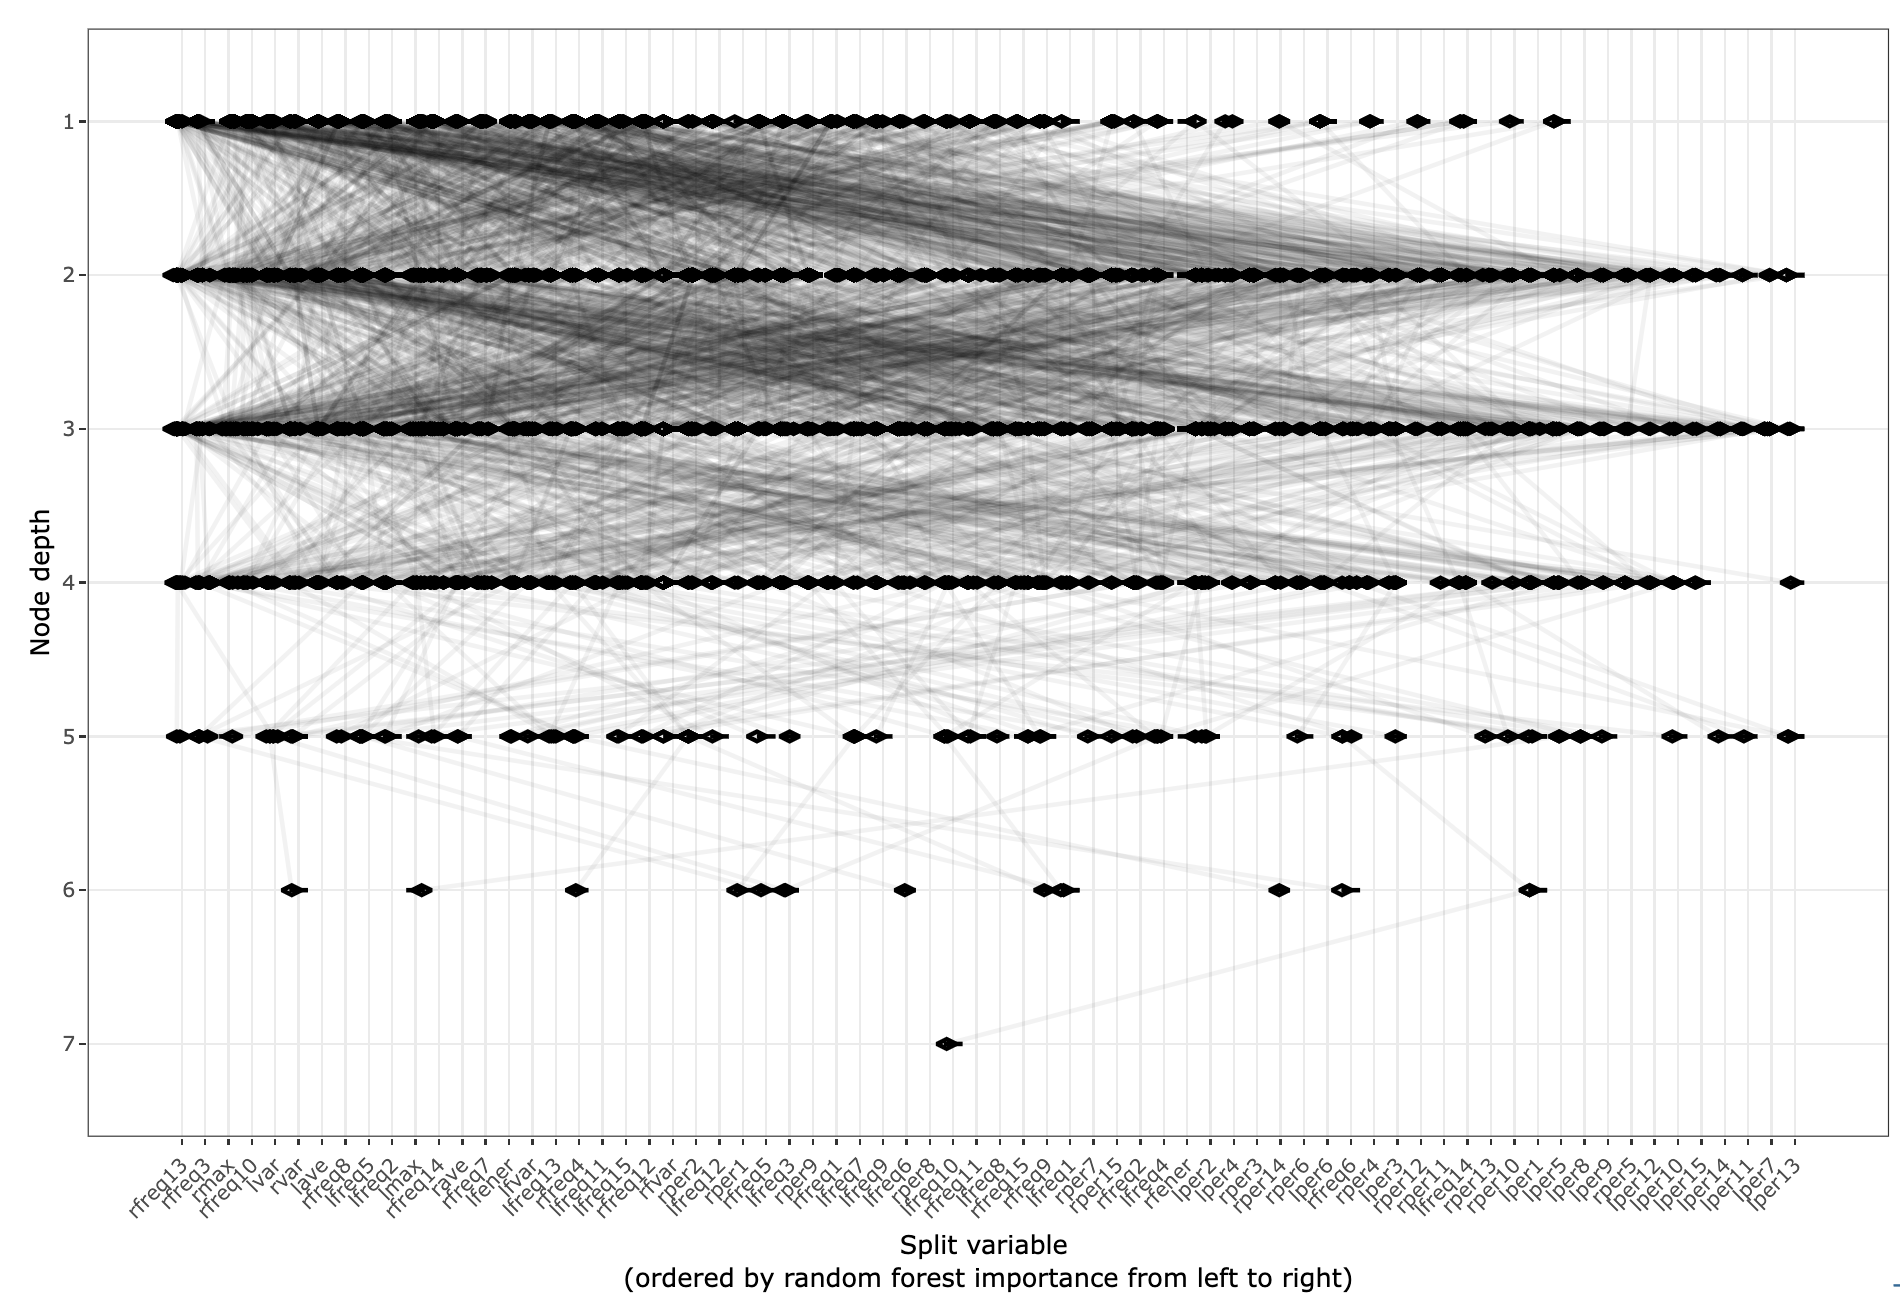 1
2
3
4
5
6
7
Node depth
rfreq13
rfreq3
rmax
rfreq10
lvar
rvar
lave
rfreq8
lfreq5
lfreq2
lmax
rfreq14
rave
rfreq7
lfener
lfvar
lfreq13
rfreq4
lfreq11
lfreq15
rfreq12
rfvar
rper2
lfreq12
rper1
rfreq5
lfreq3
rper9
rfreq1
lfreq7
lfreq9
lfreq6
rper8
lfreq10
rfreq11
lfreq8
rfreq15
rfreq9
lfreq1
rper7
rper15
rfreq2
lfreq4
rfener
lper2
lper4
rper3
rper14
rper6
lper6
rfreq6
rper4
lper3
rper12
rper11
lfreq14
rper13
rper10
lper1
lper5
lper8
lper9
rper5
lper12
lper10
lper15
lper14
lper11
lper7
lper13
Split variable
(ordered by random forest importance from left to right)